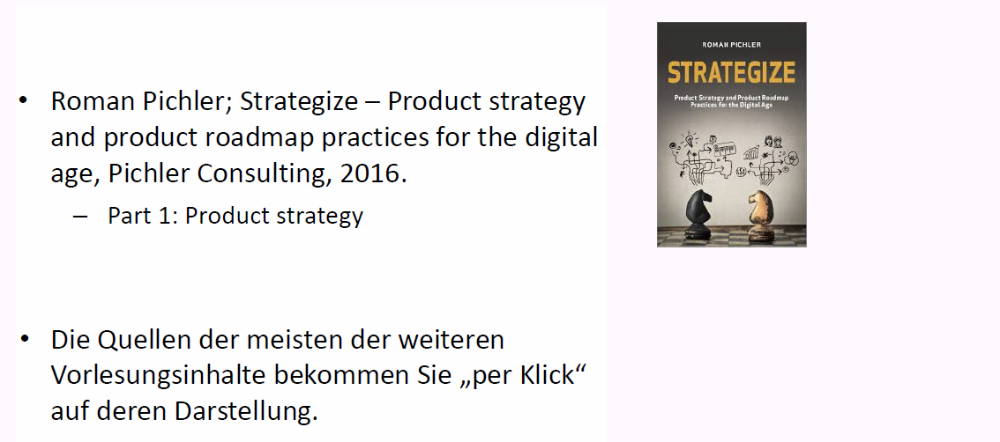 • Roman Pichler; Strategize – Product strategy
and product roadmap practices for the digital
age, Pichler Consulting, 2016.
– Part 1: Product strategy
• Die Quellen der meisten der weiteren
Vorlesungsinhalte bekommen Sie „per Klick“
auf deren Darstellung.
ROMAN PICHLER
STRATEGIZE
Product Strategy and Product Roadmap
Practices for the Digital Age